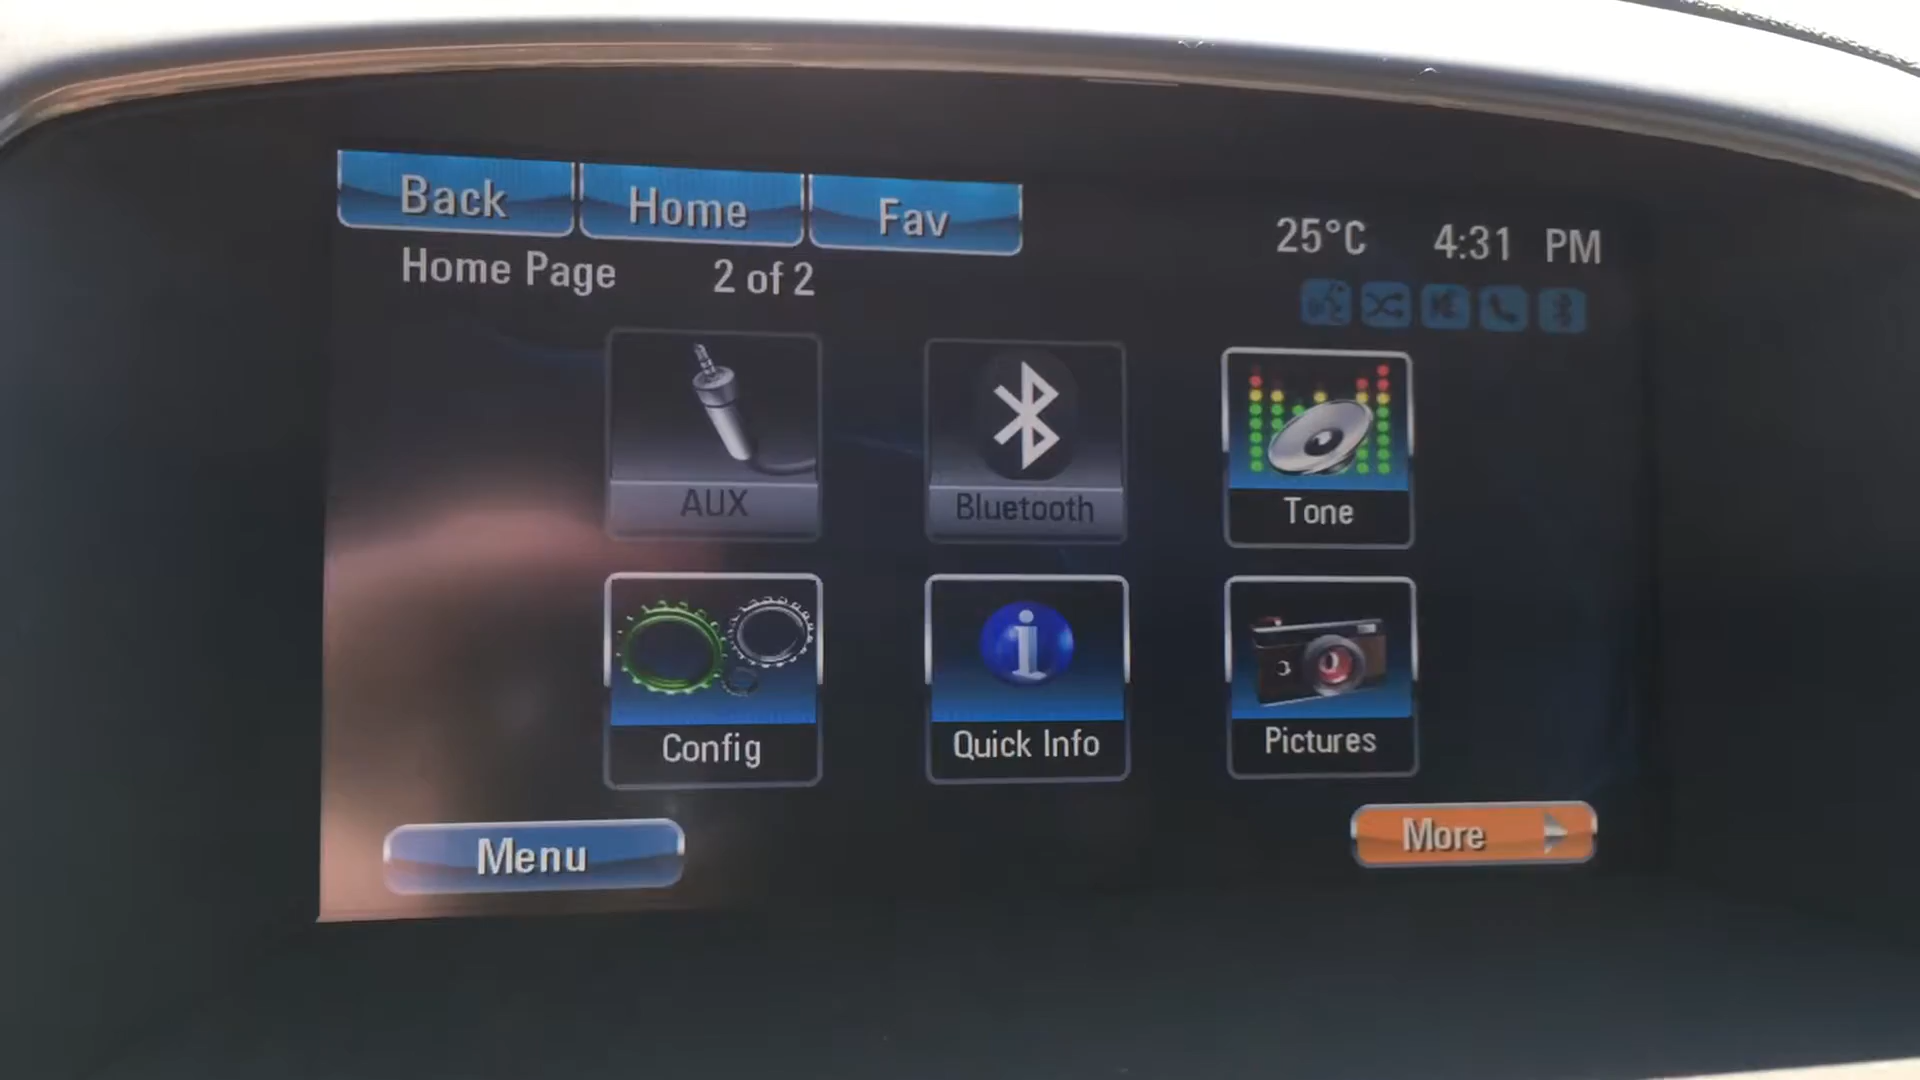 Back Home Fav
25°C 4:31 PM
Home Page 2 of 2
AUX Bluetooth Tone
Config Quick Info Pictures
Menu More